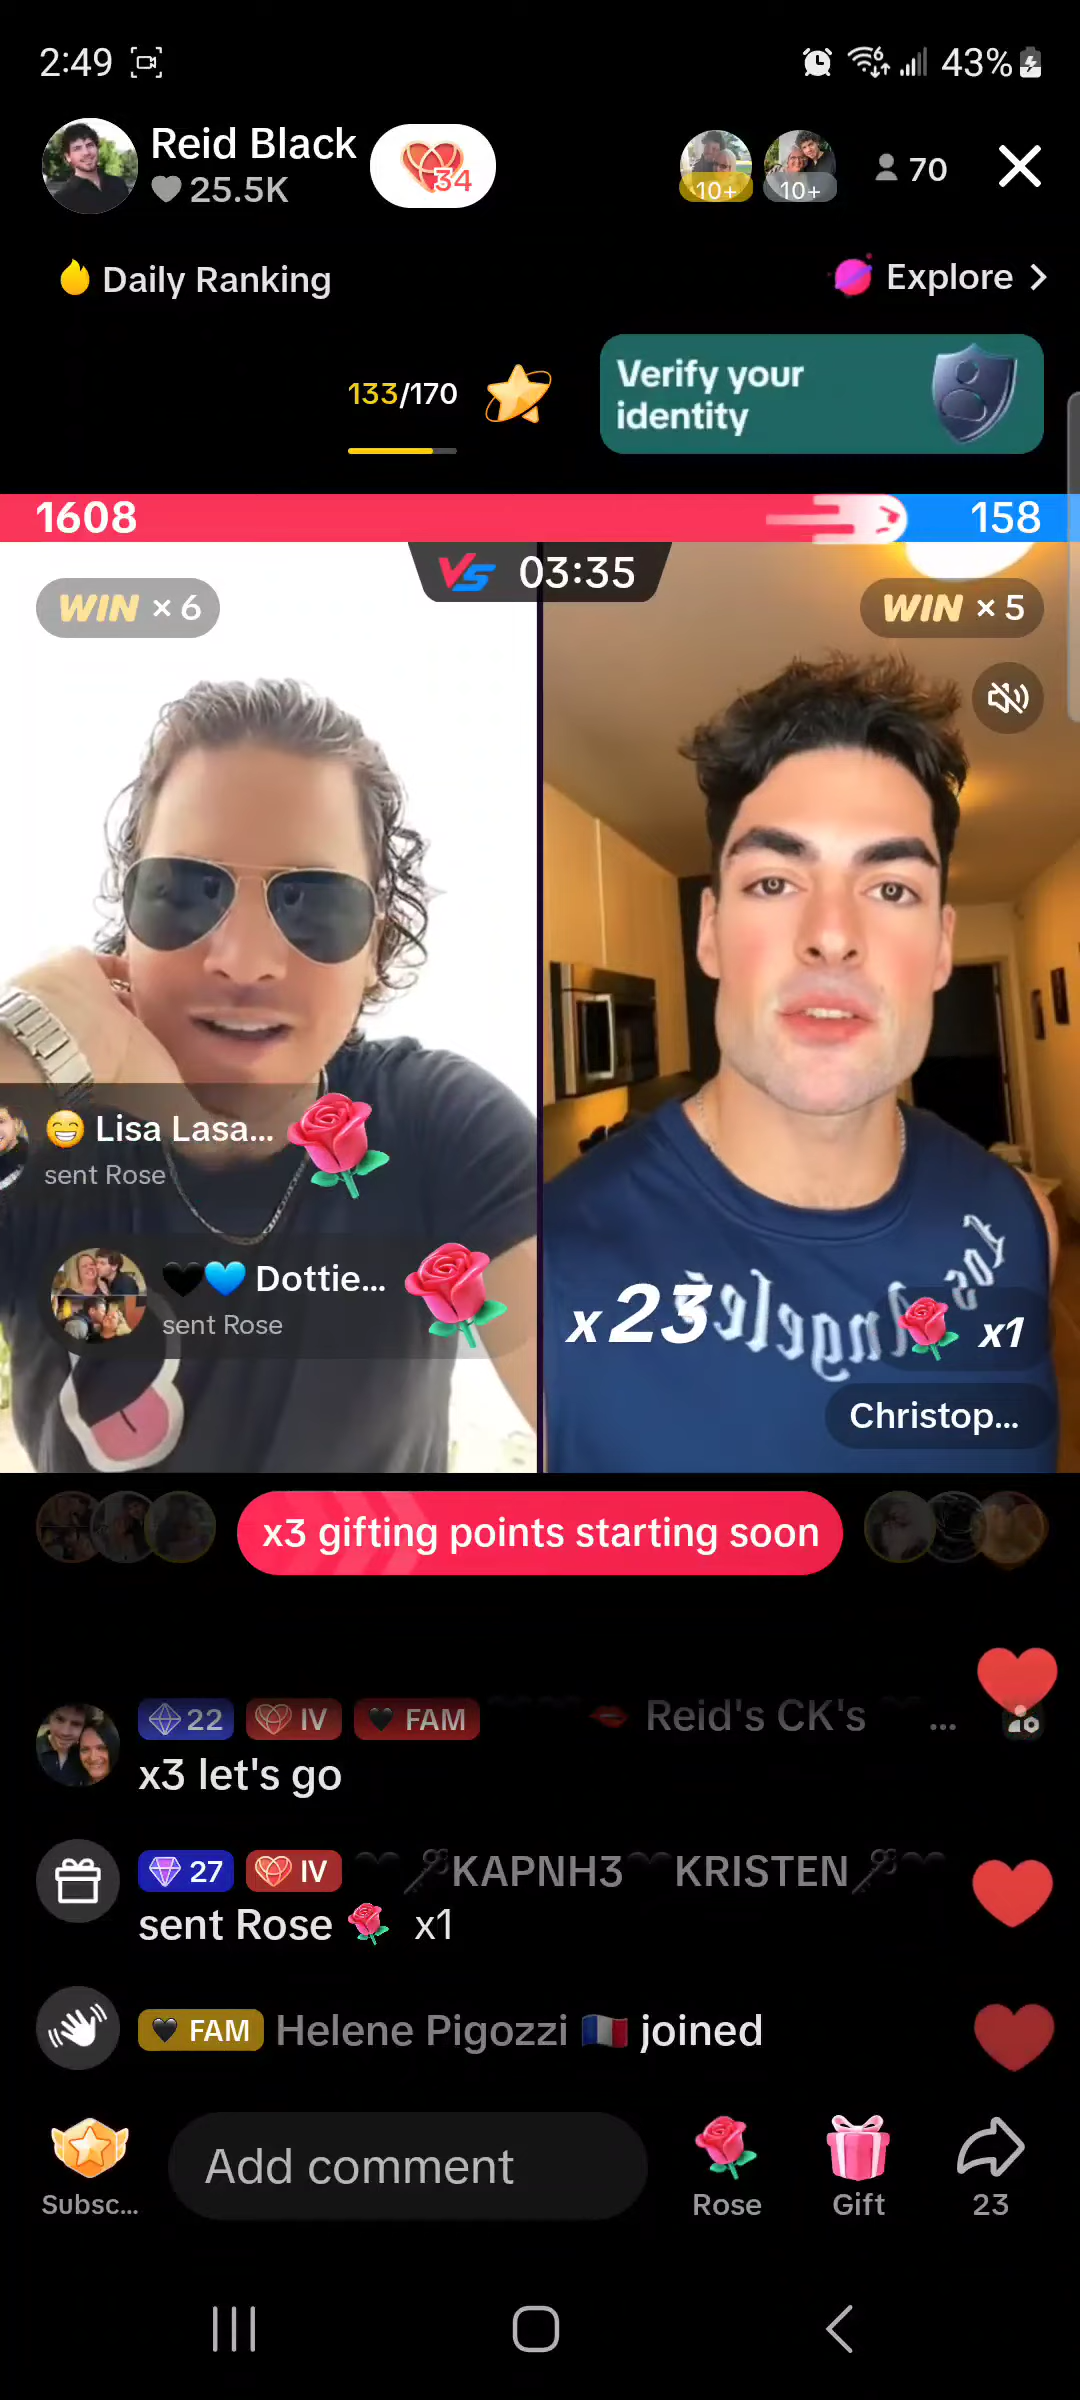 2:49
43%
Reid Black
25.5K
34
10+
10+
70
Daily Ranking
Explore
133/170
Verify your
identity
1608
158
VS 03:35
WIN × 6
WIN × 5
Lisa Lasa...
sent Rose
Dottie...
sent Rose
x23
Los Angeles
x1
Christop...
x3 gifting points starting soon
22 IV FAM Reid's CK's ...
x3 let's go
27 IV KAPNH3 KRISTEN
sent Rose x1
FAM Helene Pigozzi joined
Subsc...
Add comment
Rose
Gift
23